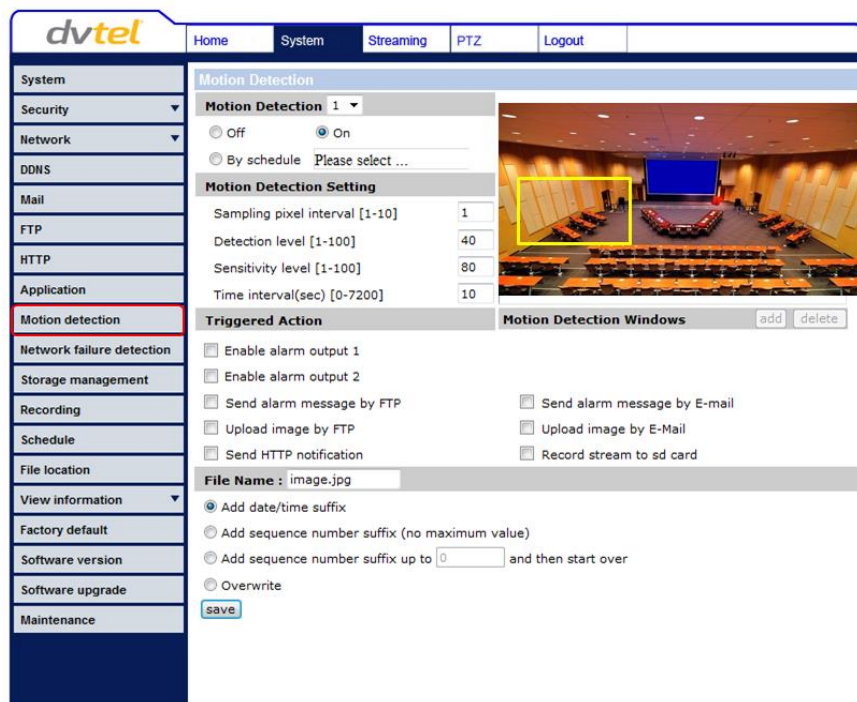 dvtel
Home System Streaming PTZ Logout
System
Security
Network
DDNS
Mail
FTP
HTTP
Application
Motion detection
Network failure detection
Storage management
Recording
Schedule
File location
View information
Factory default
Software version
Software upgrade
Maintenance
Motion Detection
Motion Detection 1
Off On
By schedule Please select ...
Motion Detection Setting
Sampling pixel interval [1-10] 1
Detection level [1-100] 40
Sensitivity level [1-100] 80
Time interval(sec) [0-7200] 10
Triggered Action
Motion Detection Windows add delete
Enable alarm output 1
Enable alarm output 2
Send alarm message by FTP Send alarm message by E-mail
Upload image by FTP Upload image by E-Mail
Send HTTP notification Record stream to sd card
File Name : image.jpg
Add date/time suffix
Add sequence number suffix (no maximum value)
Add sequence number suffix up to 0 and then start over
Overwrite
save